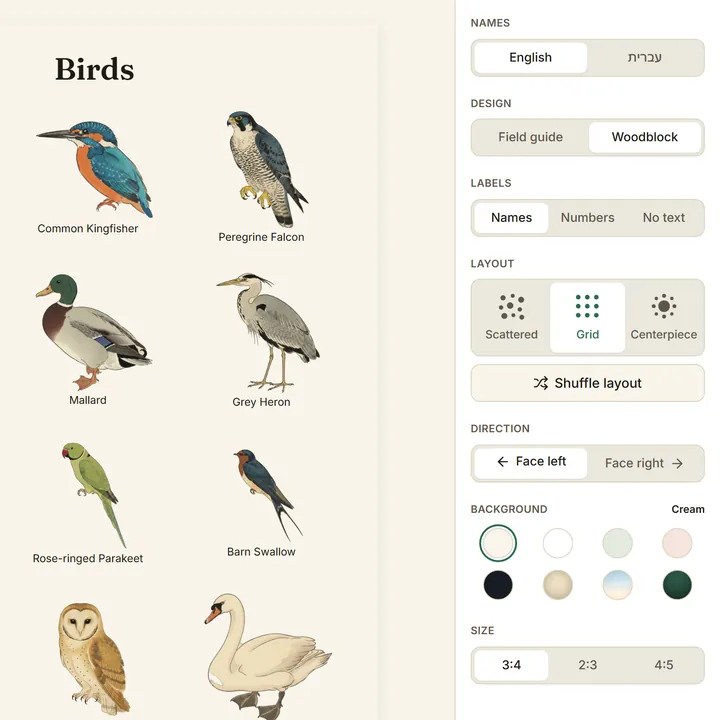 Birds
Common Kingfisher
Peregrine Falcon
Mallard
Grey Heron
Rose-ringed Parakeet
Barn Swallow
NAMES
English
עברית
DESIGN
Field guide
Woodblock
LABELS
Names
Numbers
No text
LAYOUT
Scattered
Grid
Centerpiece
Shuffle layout
DIRECTION
← Face left
Face right →
BACKGROUND
Cream
SIZE
3:4
2:3
4:5